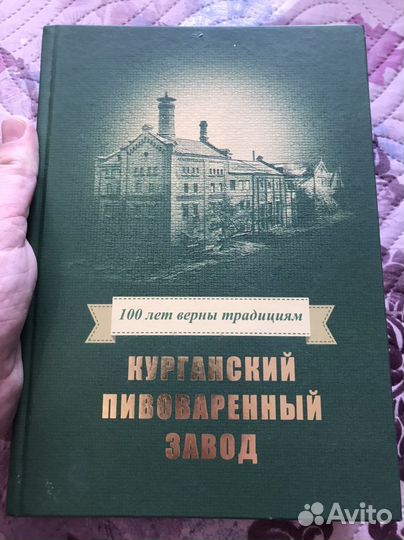 100 лет верны традициям
КУРГАНСКИЙ
ПИВОВАРЕННЫЙ
ЗАВОД
Avito